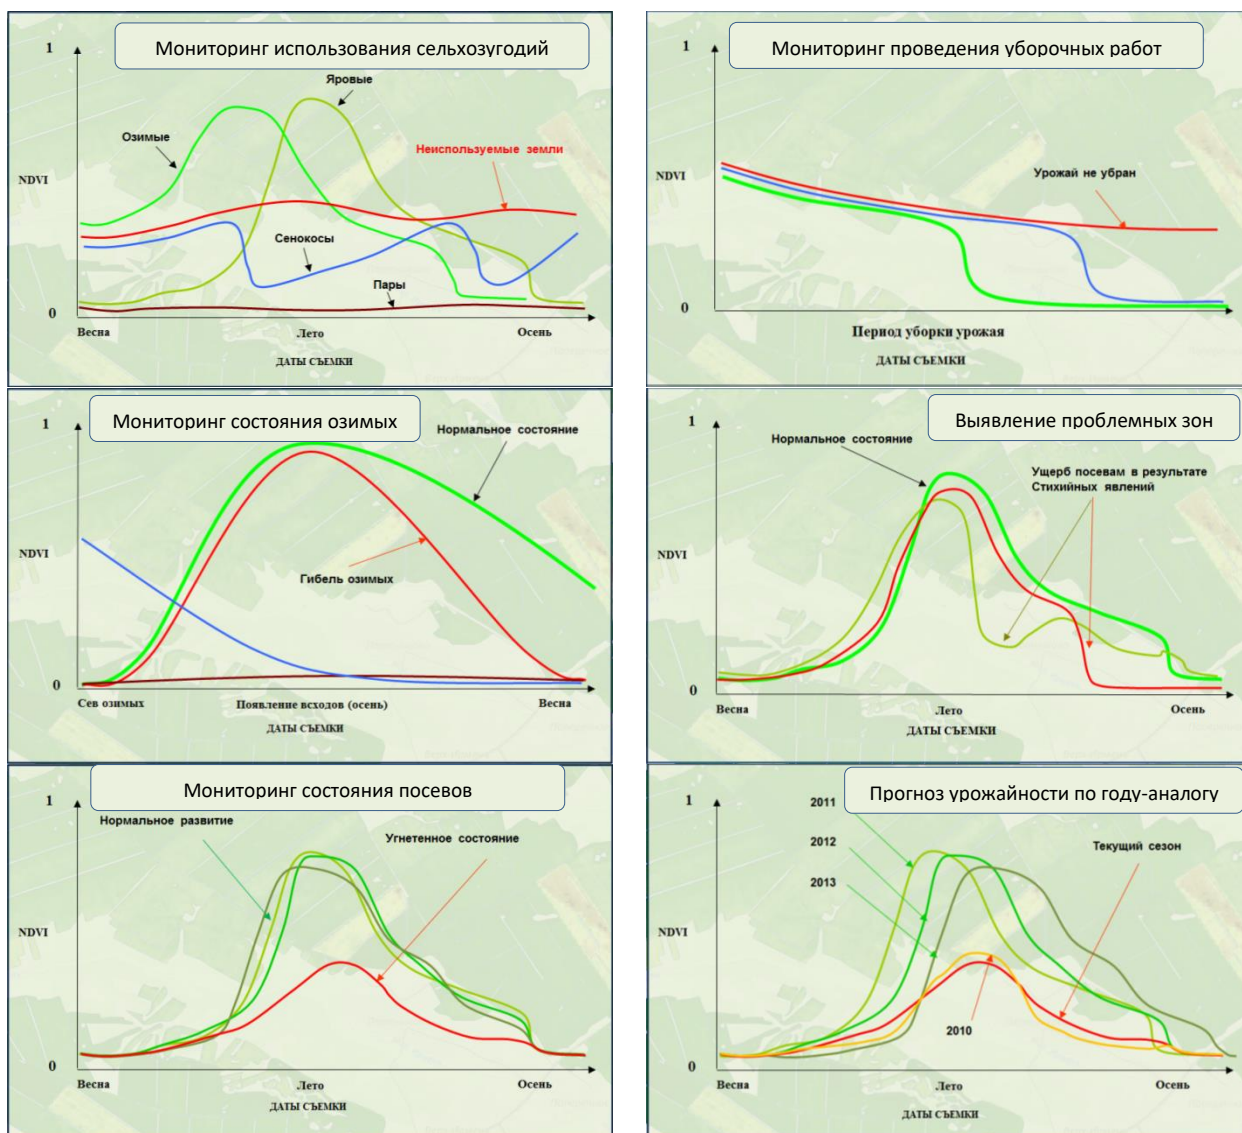 Мониторинг использования сельхозугодий
1
Яровые
Озимые
Неиспользуемые земли
NDVI
Сенокосы
Пары
0
Весна
Лето
Осень
ДАТЫ СЪЕМКИ
Мониторинг проведения уборочных работ
1
NDVI
Урожай не убран
0
Период уборки урожая
ДАТЫ СЪЕМКИ
Мониторинг состояния озимых
1
Нормальное состояние
NDVI
Гибель озимых
0
Сев озимых
Появление всходов (осень)
Весна
ДАТЫ СЪЕМКИ
Выявление проблемных зон
1
Нормальное состояние
Ущерб посевам в результате
Стихийных явлений
NDVI
0
Весна
Лето
Осень
ДАТЫ СЪЕМКИ
Мониторинг состояния посевов
1
Нормальное развитие
Угнетенное состояние
NDVI
0
Весна
Лето
Осень
ДАТЫ СЪЕМКИ
Прогноз урожайности по году-аналогу
1
2011
2012
Текущий сезон
2013
NDVI
2010
0
Весна
Лето
Осень
ДАТЫ СЪЕМКИ